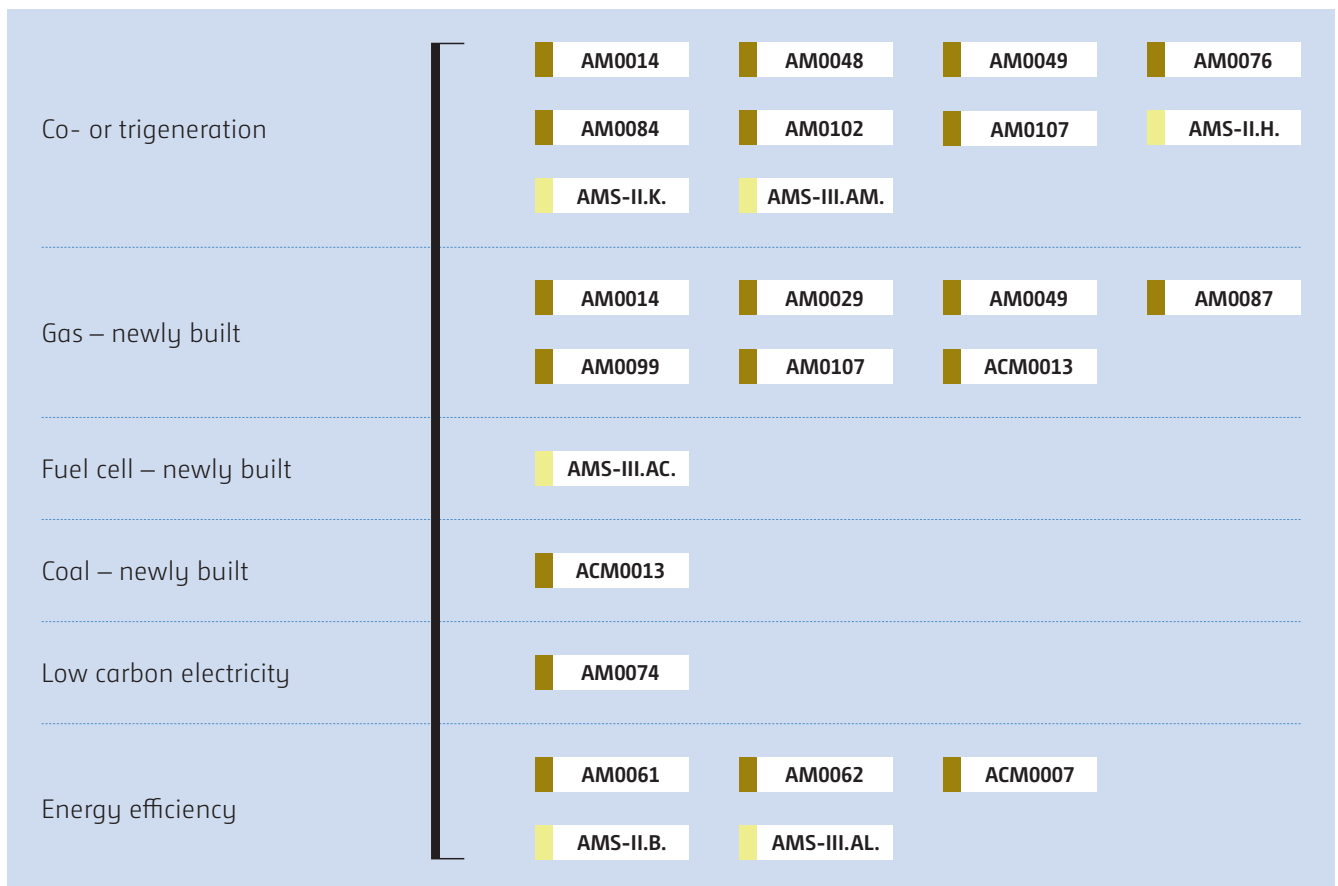 Co- or trigeneration
AM0014 AM0048 AM0049 AM0076
AM0084 AM0102 AM0107 AMS-II.H.
AMS-II.K. AMS-III.AM.
Gas – newly built
AM0014 AM0029 AM0049 AM0087
AM0099 AM0107 ACM0013
Fuel cell – newly built
AMS-III.AC.
Coal – newly built
ACM0013
Low carbon electricity
AM0074
Energy efficiency
AM0061 AM0062 ACM0007
AMS-II.B. AMS-III.AL.